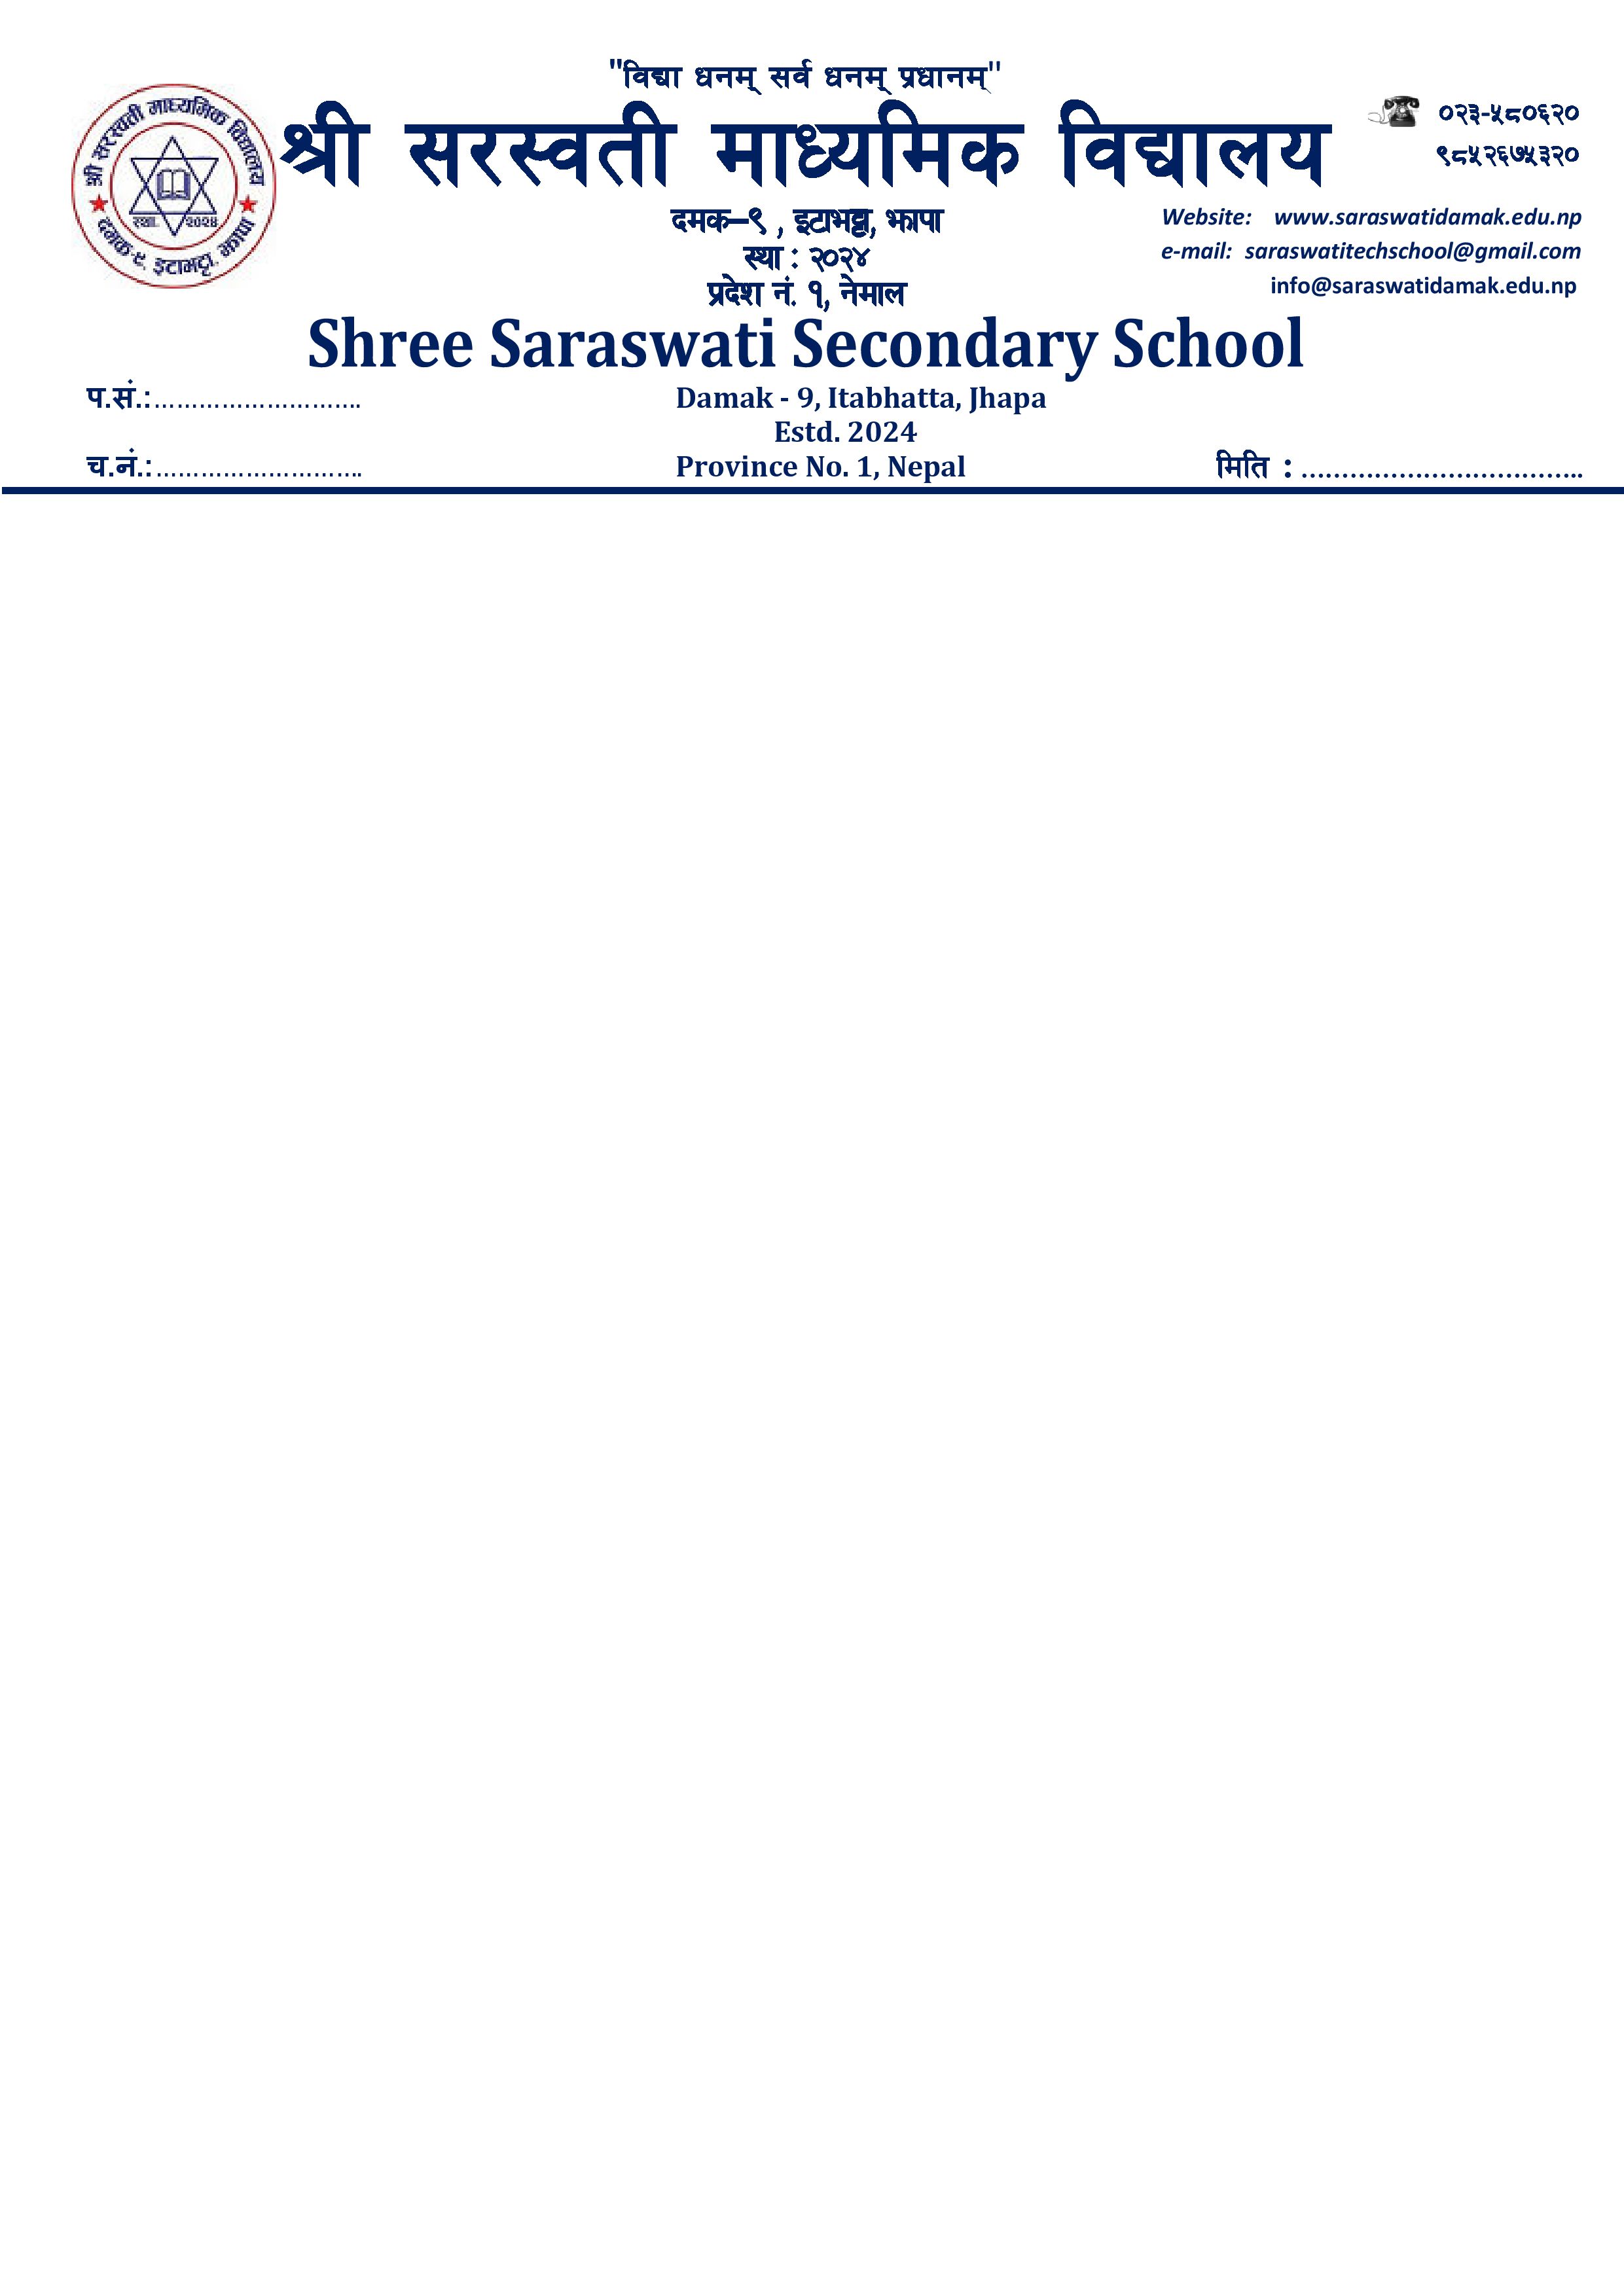 "विद्या धनम् सर्व धनम् प्रधानम्"
श्री सरस्वती माध्यमिक विद्यालय
०२३-५८०६२०
९८५२६७५३२०
श्री सरस्वती माध्यमिक विद्यालय
स्था. २०२४
दमक-९, इटाभट्टा, झापा
दमक–९ , इटाभट्टा, झापा
Website: www.saraswatidamak.edu.np
स्था : २०२४
e-mail: saraswatitechschool@gmail.com
प्रदेश नं. १, नेमाल
info@saraswatidamak.edu.np
Shree Saraswati Secondary School
प.सं.:...........................
Damak - 9, Itabhatta, Jhapa
Estd. 2024
च.नं.:...........................
Province No. 1, Nepal
मिति : ..................................